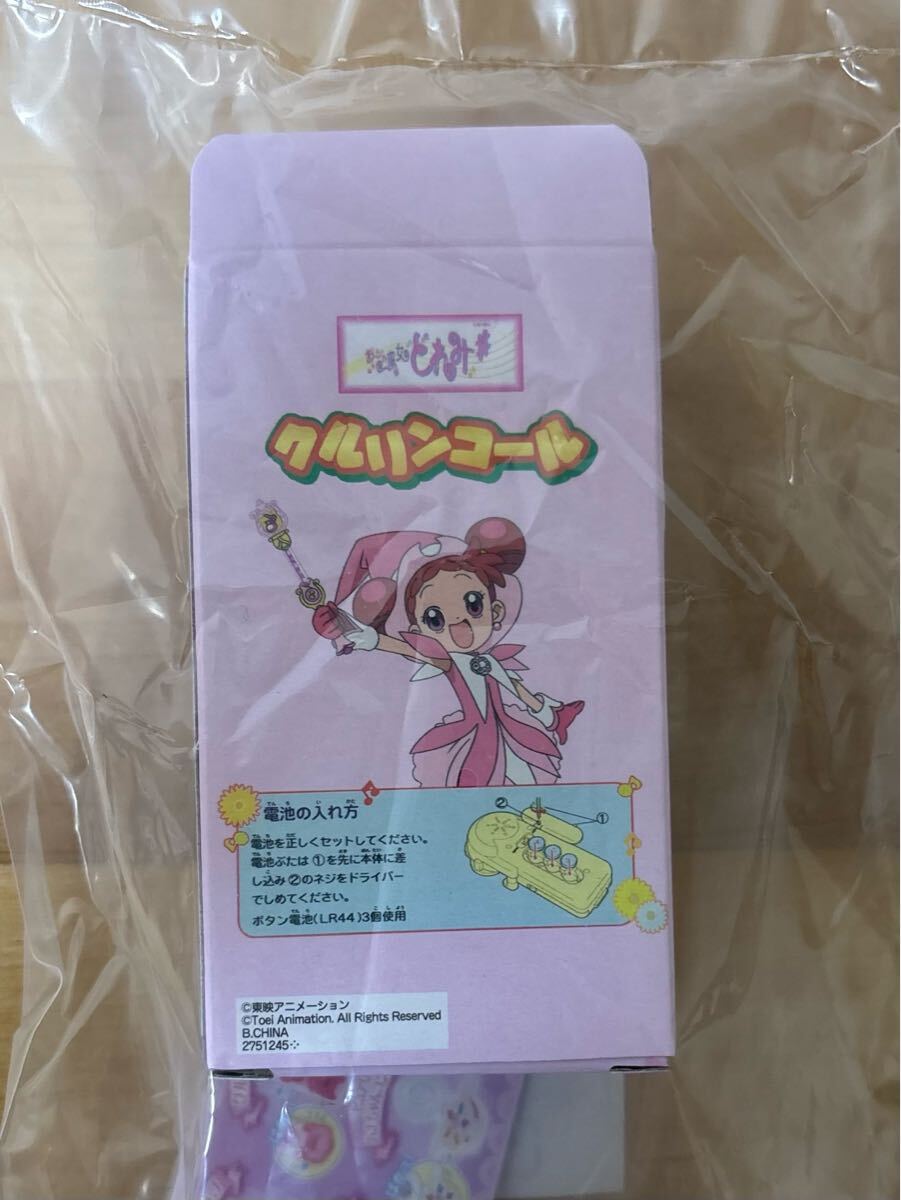 おジャ魔女どれみ#
クルリンコール
電池の入れ方
電池を正しくセットしてください。
電池ぶたは①を先に本体に差
し込み②のネジをドライバー
でしめてください。
ボタン電池(LR44)3個使用
②
①
©東映アニメーション
©Toei Animation. All Rights Reserved
B.CHINA
2751245